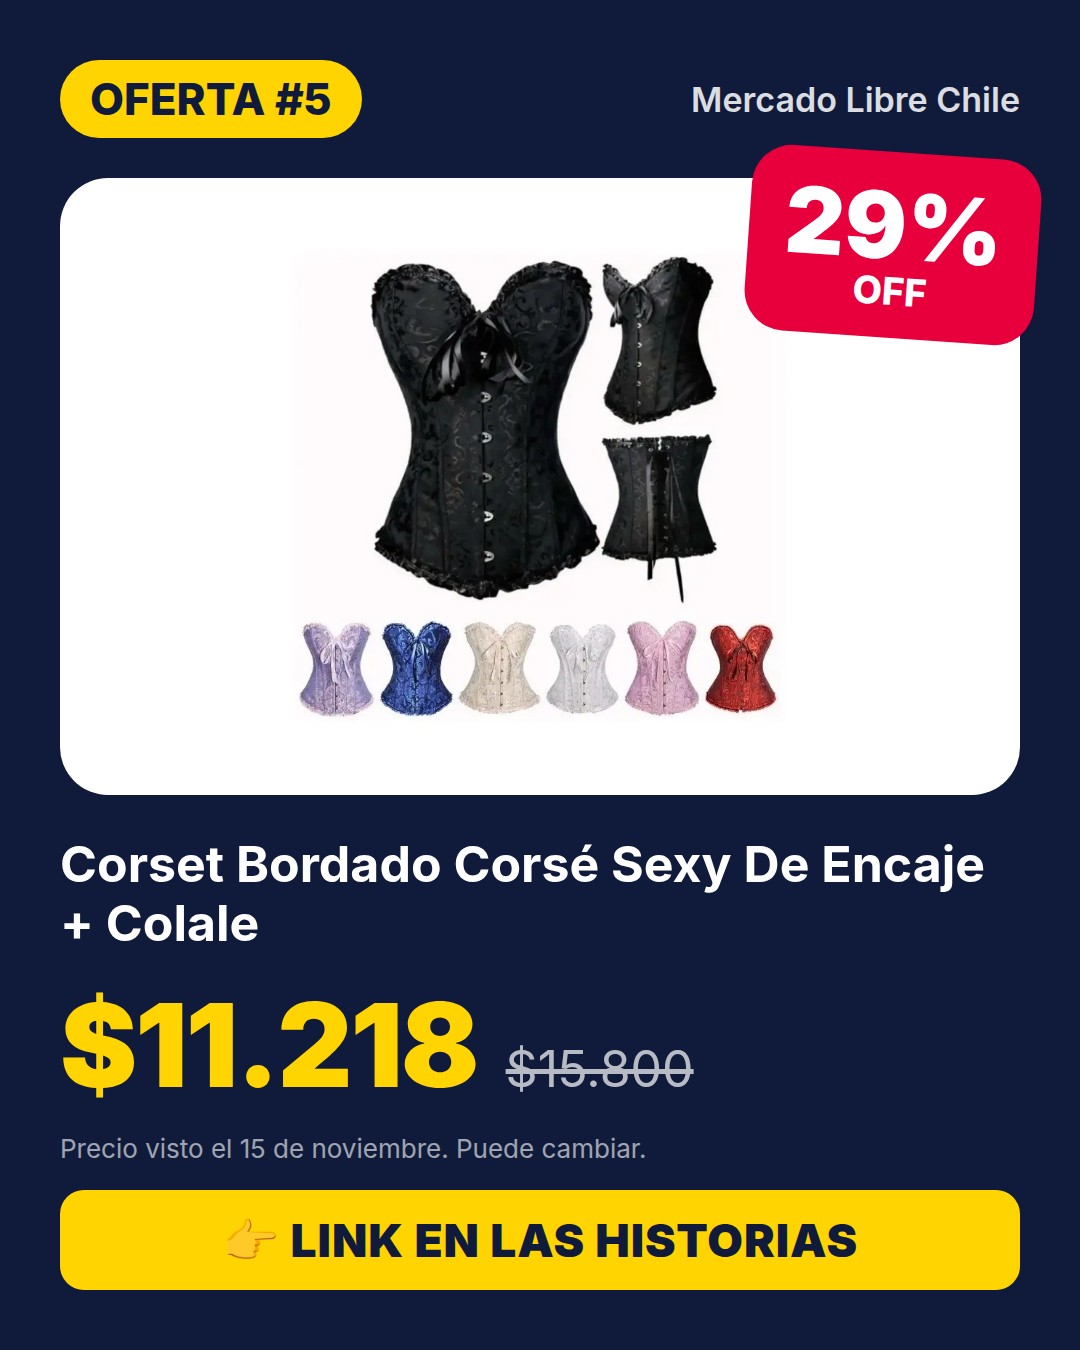 OFERTA #5
Mercado Libre Chile
29%
OFF
Corset Bordado Corsé Sexy De Encaje
+ Colale
$11.218 $15.800
Precio visto el 15 de noviembre. Puede cambiar.
👉 LINK EN LAS HISTORIAS